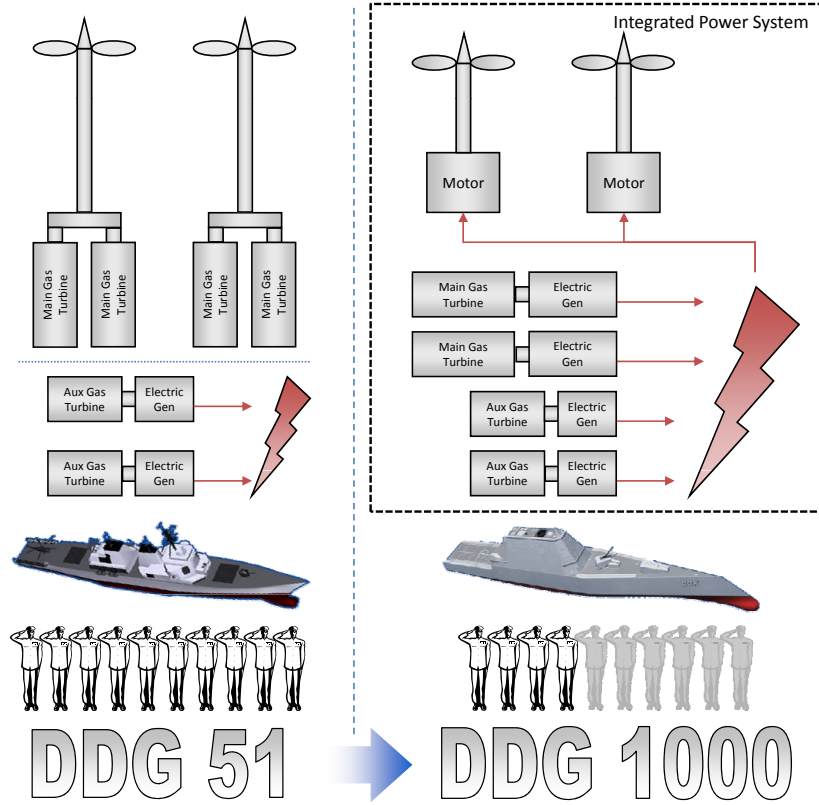 Integrated Power System
Main Gas
Turbine
Main Gas
Turbine
Main Gas
Turbine
Main Gas
Turbine
Aux Gas
Turbine
Electric
Gen
Aux Gas
Turbine
Electric
Gen
Motor
Motor
Main Gas
Turbine
Electric
Gen
Main Gas
Turbine
Electric
Gen
Aux Gas
Turbine
Electric
Gen
Aux Gas
Turbine
Electric
Gen
DDG 51
DDG 1000